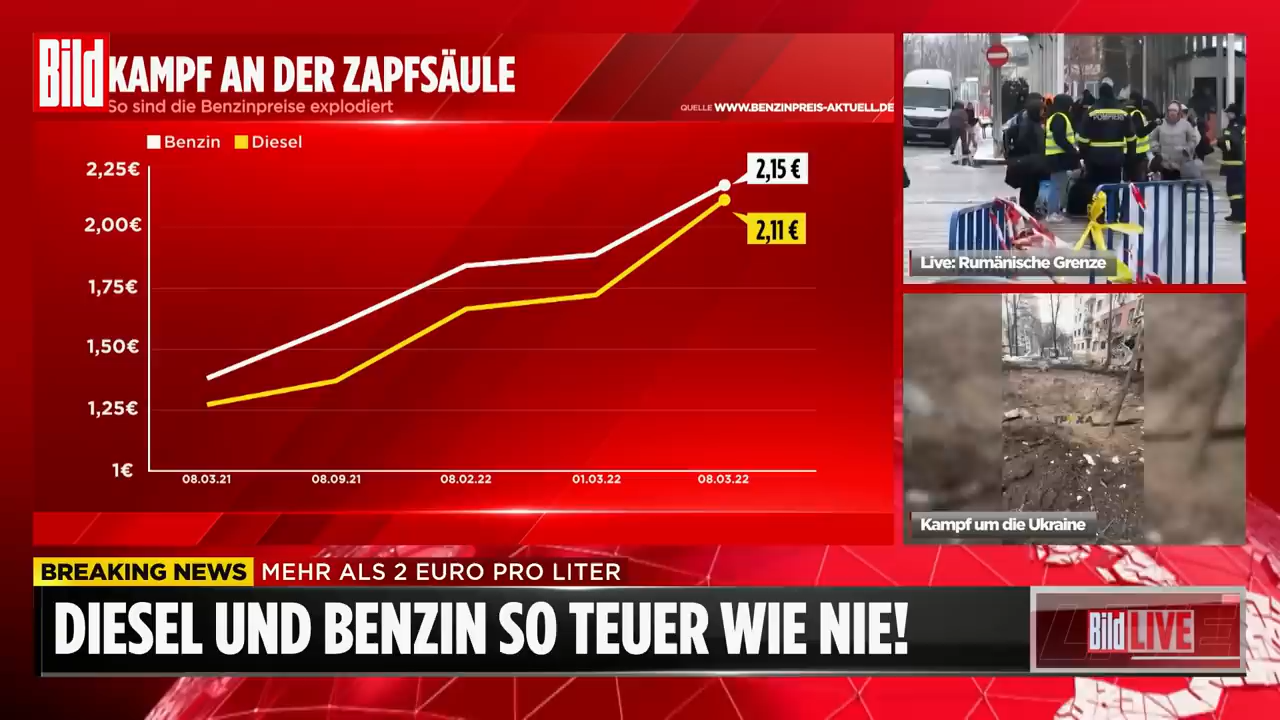 Bild
KAMPF AN DER ZAPFSÄULE
So sind die Benzinpreise explodiert
QUELLE WWW.BENZINPREIS-AKTUELL.DE
Benzin Diesel
2,25€
2,00€
1,75€
1,50€
1,25€
1€
2,15 €
2,11 €
08.03.21 08.09.21 08.02.22 01.03.22 08.03.22
POMPIERII
Live: Rumänische Grenze
ТРУХА
Kampf um die Ukraine
BREAKING NEWS MEHR ALS 2 EURO PRO LITER
DIESEL UND BENZIN SO TEUER WIE NIE!
Bild LIVE